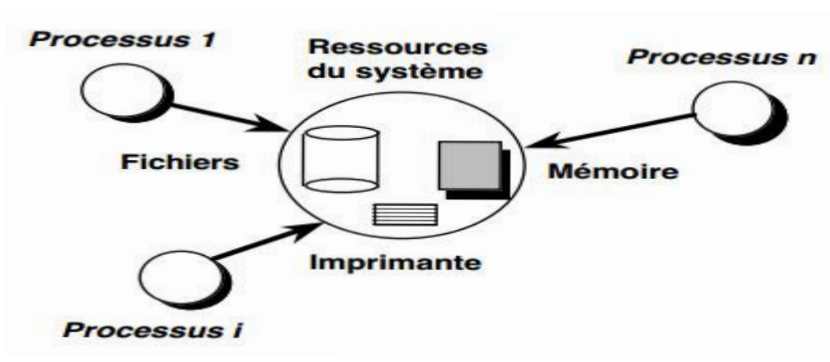 Processus 1
Ressources
du système
Processus n
Fichiers
Mémoire
Imprimante
Processus i